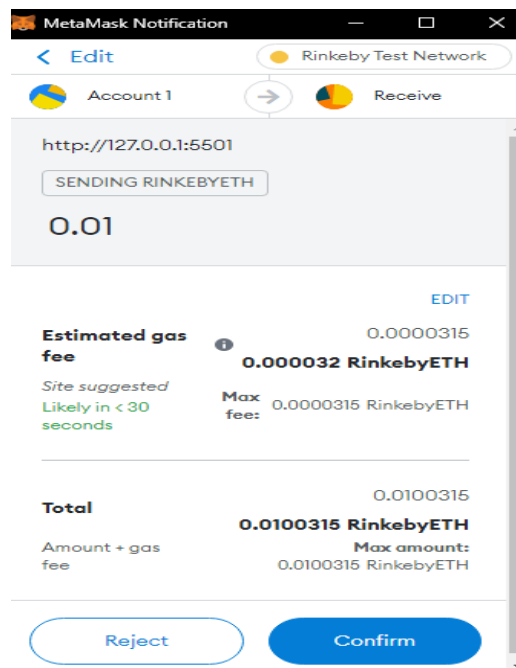 MetaMask Notification
Edit
Rinkeby Test Network
Account 1
Receive
http://127.0.0.1:5501
SENDING RINKEBYETH
0.01
EDIT
Estimated gas fee
0.0000315
0.000032 RinkebyETH
Site suggested
Likely in < 30 seconds
Max fee: 0.0000315 RinkebyETH
Total
0.0100315
0.0100315 RinkebyETH
Amount + gas fee
Max amount:
0.0100315 RinkebyETH
Reject
Confirm